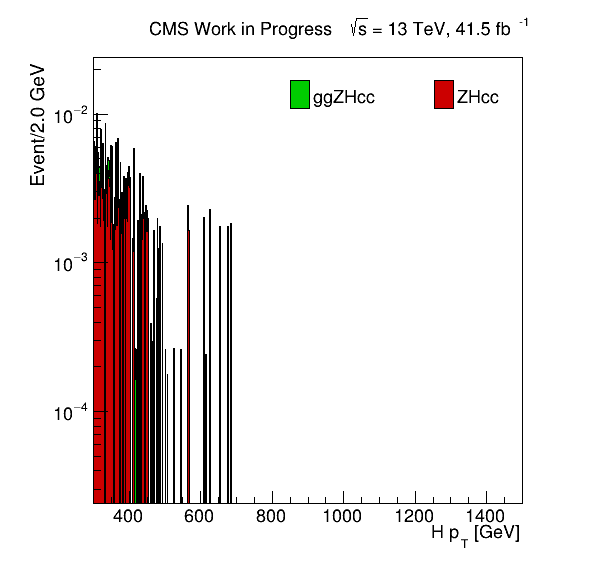 CMS Work in Progress √s = 13 TeV, 41.5 fb⁻¹
ggZHcc ZHcc
Event/2.0 GeV
10⁻²
10⁻³
10⁻⁴
400 600 800 1000 1200 1400
H p_T [GeV]